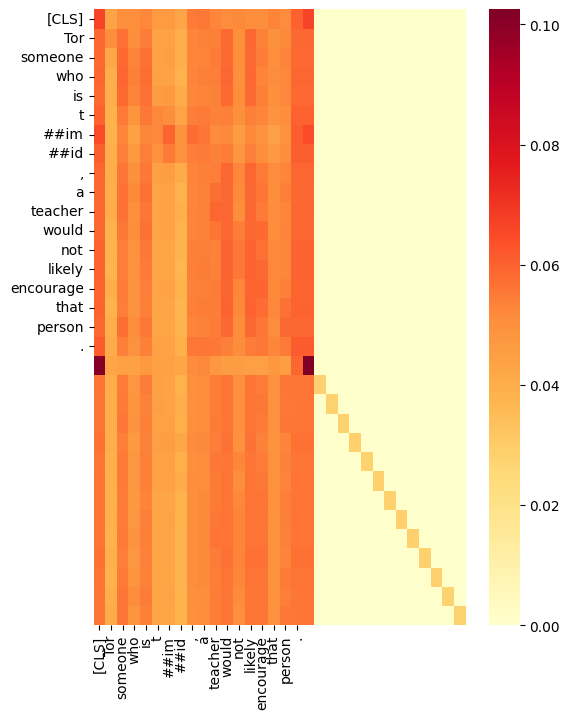 [CLS]
Tor
someone
who
is
t
##im
##id
,
a
teacher
would
not
likely
encourage
that
person
.
0.10
0.08
0.06
0.04
0.02
0.00
[CLS]
Tor
someone
who
is
t
##im
##id
,
a
teacher
would
not
likely
encourage
that
person
.